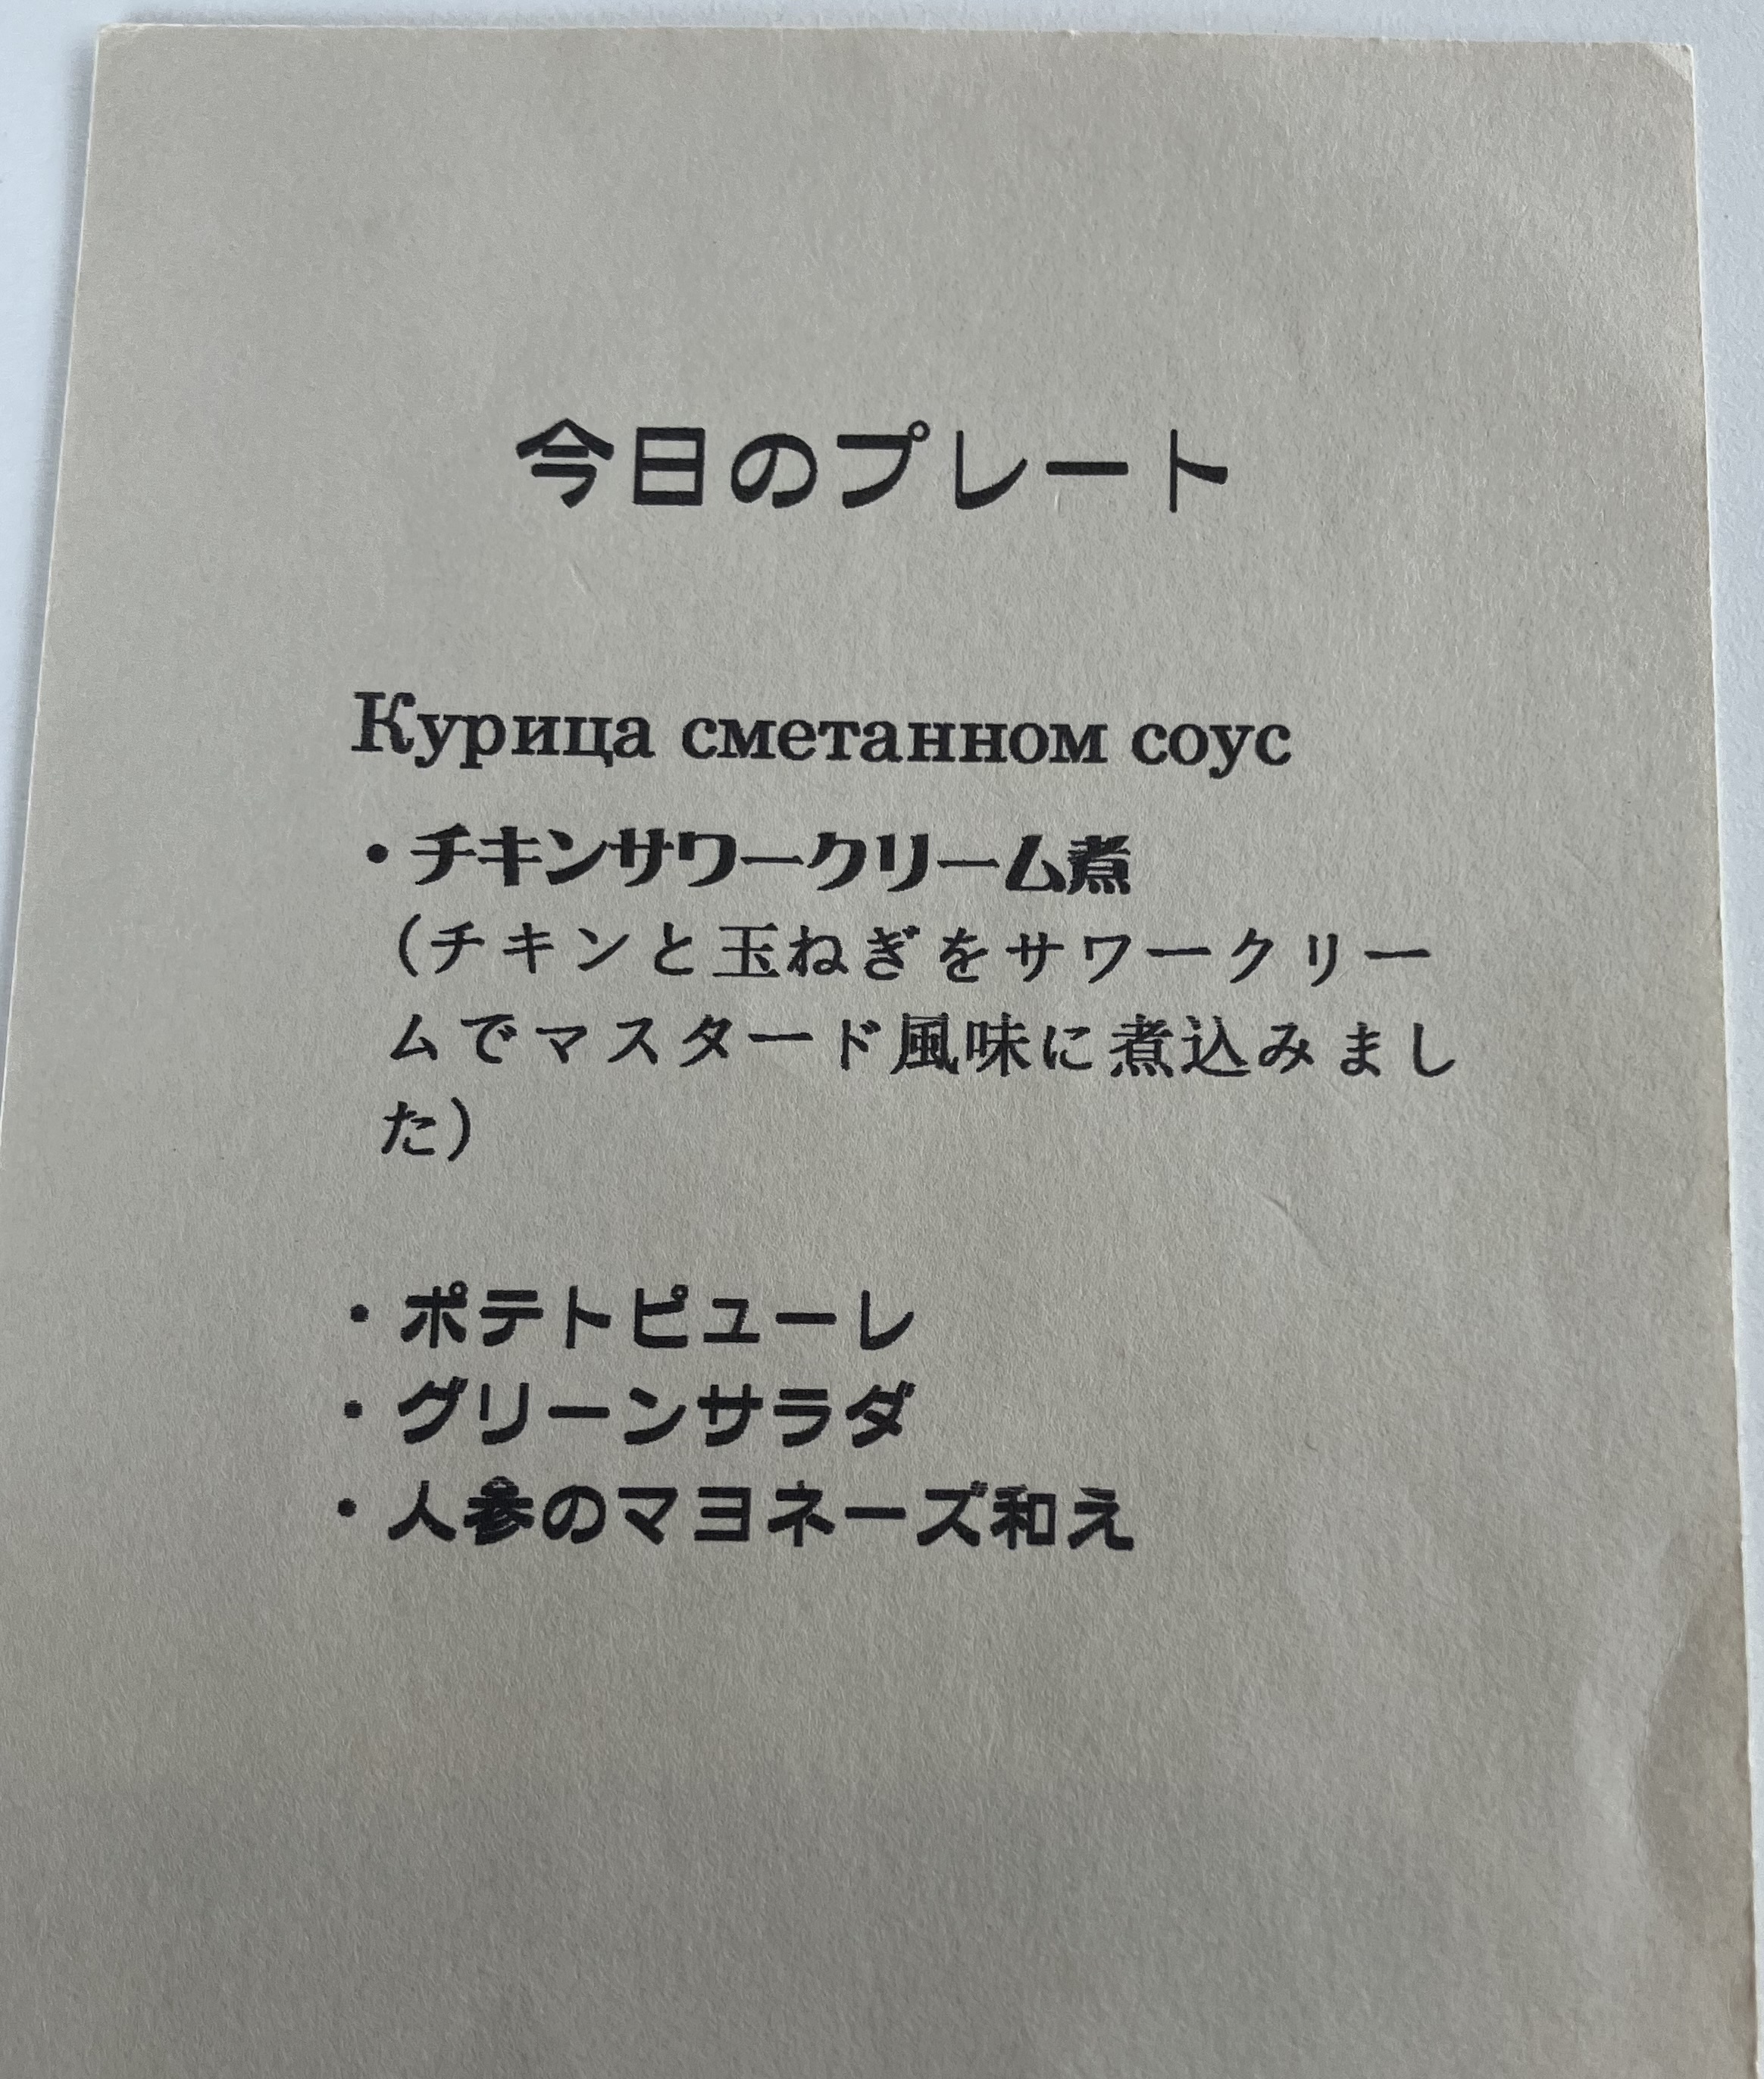 今日のプレート
Курица сметанном соус
・チキンサワークリーム煮
（チキンと玉ねぎをサワークリー
ムでマスタード風味に煮込みまし
た）
・ポテトピューレ
・グリーンサラダ
・人参のマヨネーズ和え